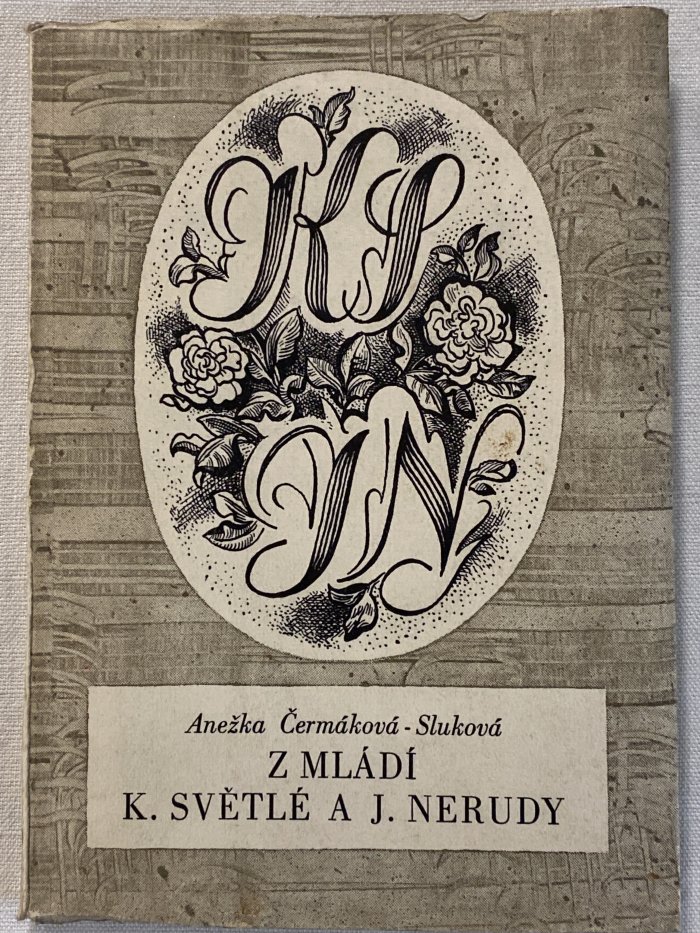 KS
JN
Anežka Čermáková-Sluková
Z MLÁDÍ
K. SVĚTLÉ A J. NERUDY